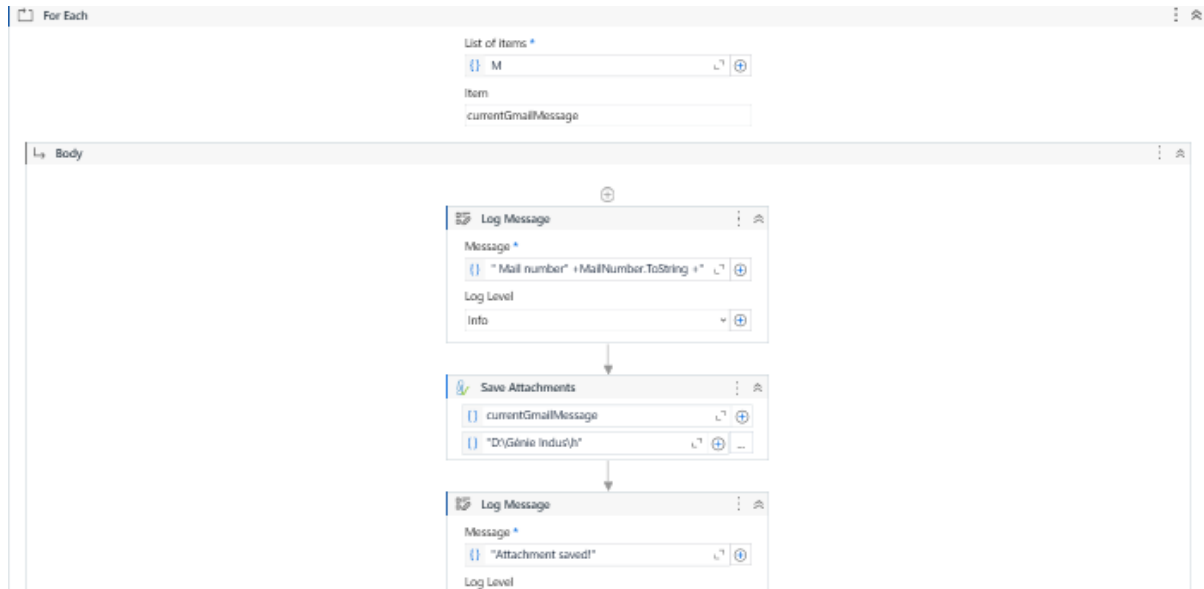 For Each
List of items *
M
Item
currentGmailMessage
Body
Log Message
Message *
" Mail number" +MailNumber.ToString +"
Log Level
Info
Save Attachments
currentGmailMessage
"D:\Génie Indus\h"
...
Log Message
Message *
"Attachment saved!"
Log Level